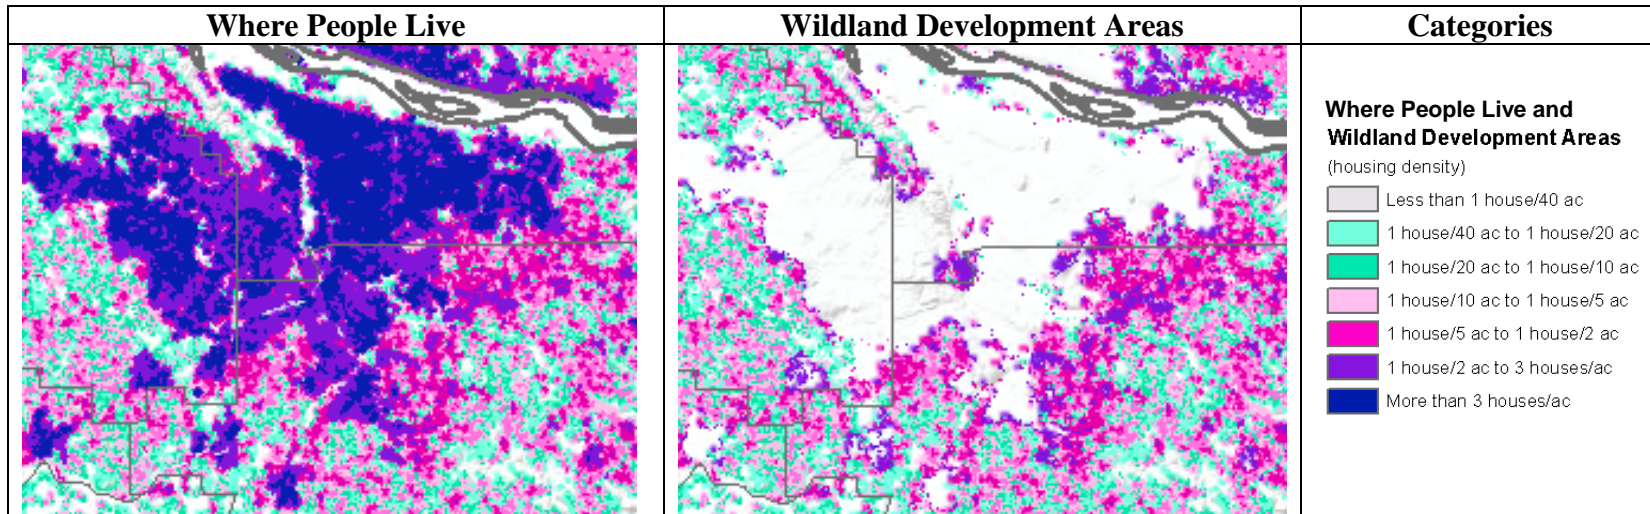 Where People Live
Wildland Development Areas
Categories
Where People Live and
Wildland Development Areas
(housing density)
Less than 1 house/40 ac
1 house/40 ac to 1 house/20 ac
1 house/20 ac to 1 house/10 ac
1 house/10 ac to 1 house/5 ac
1 house/5 ac to 1 house/2 ac
1 house/2 ac to 3 houses/ac
More than 3 houses/ac